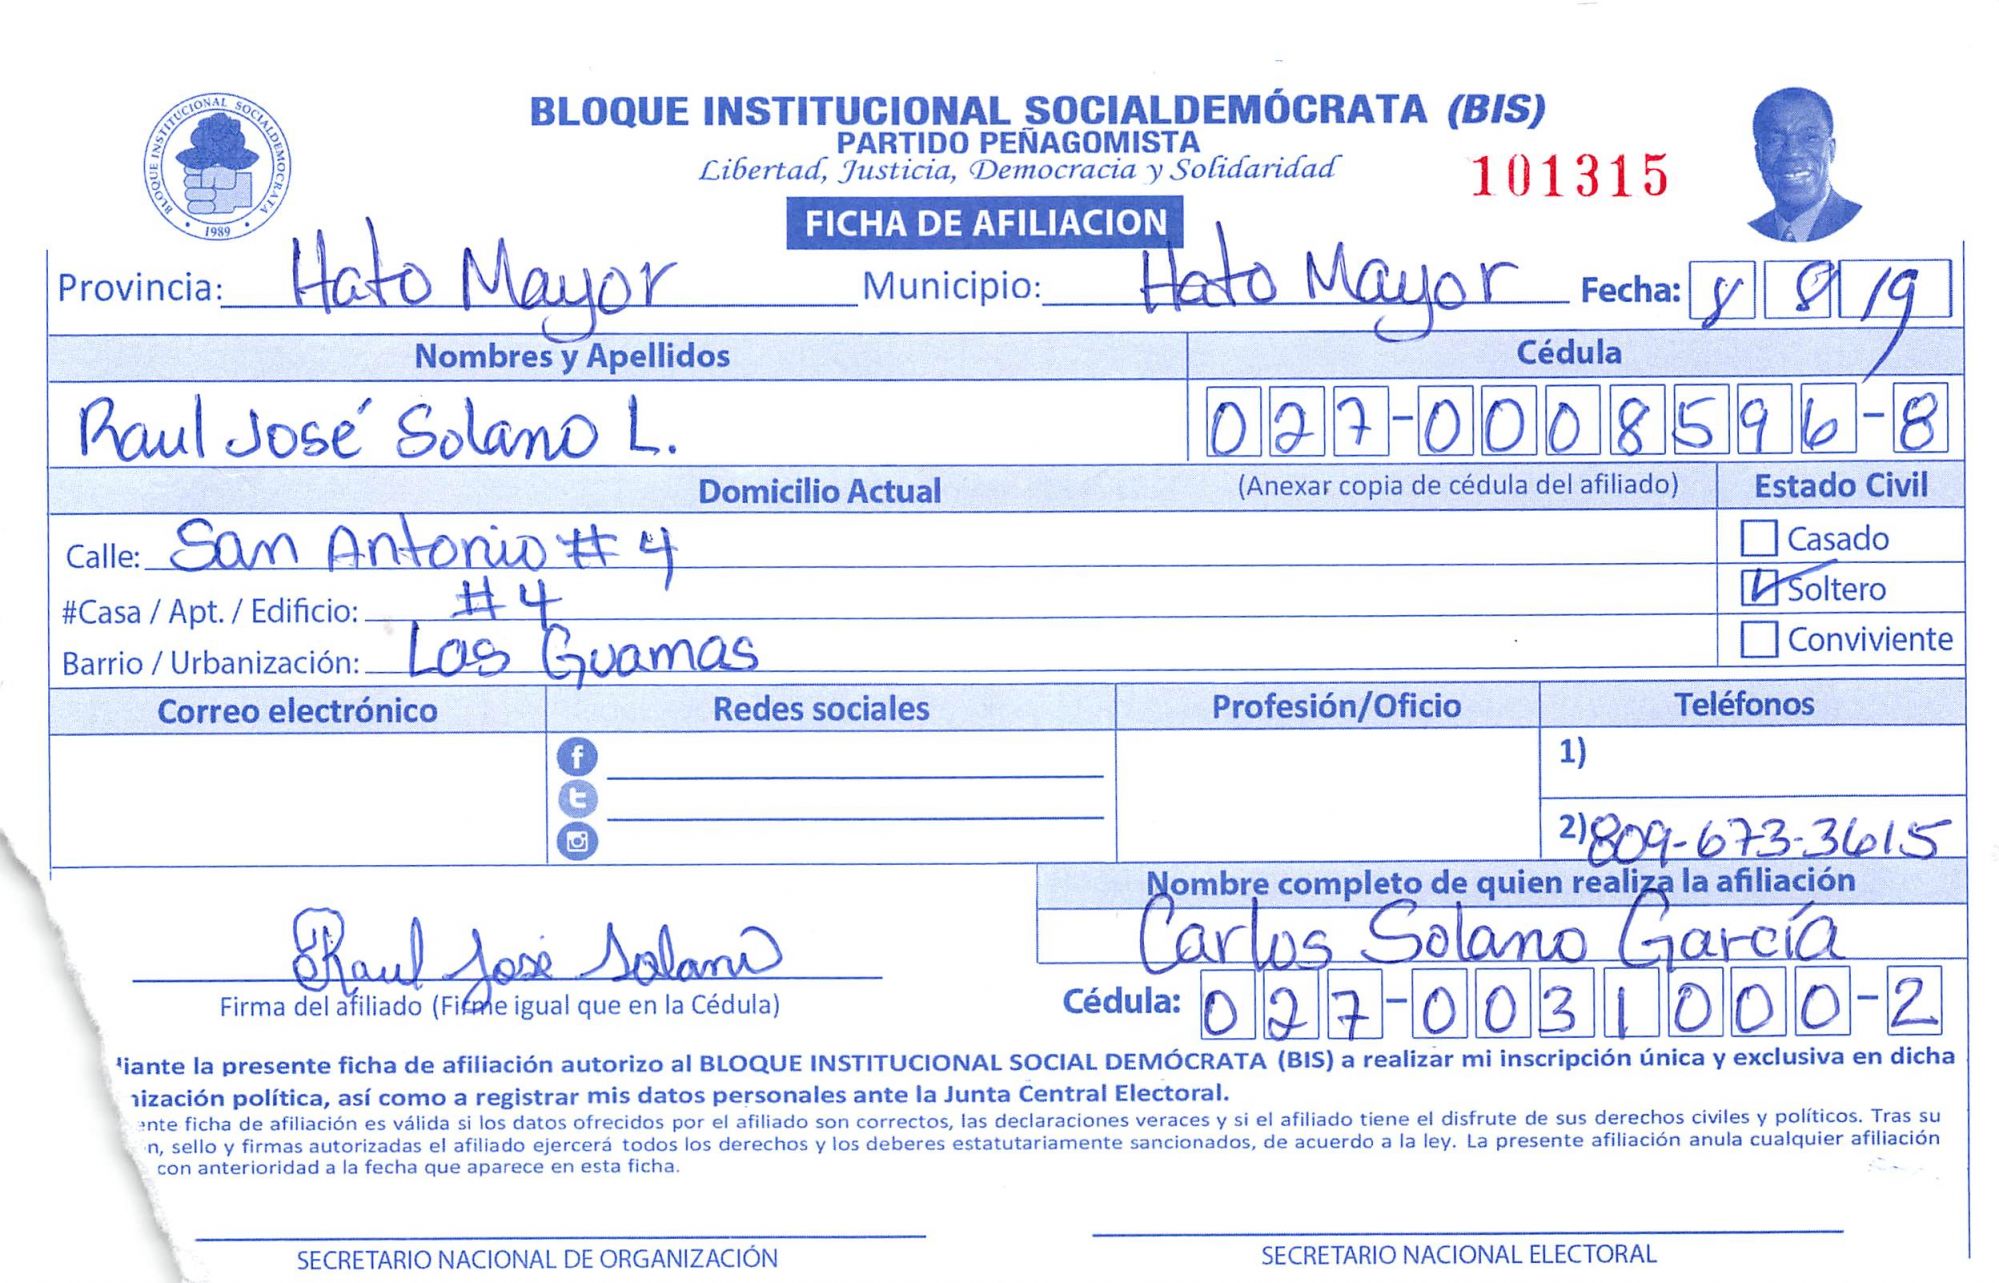 BLOQUE INSTITUCIONAL SOCIALDEMOCRATA
1989
BLOQUE INSTITUCIONAL SOCIALDEMÓCRATA (BIS)
PARTIDO PEÑAGOMISTA
Libertad, Justicia, Democracia y Solidaridad
101315
FICHA DE AFILIACION
Provincia: Hato Mayor Municipio: Hato Mayor Fecha: 8 8 19
Nombres y Apellidos Cédula
Raul José Solano L. 027-0008596-8
Domicilio Actual (Anexar copia de cédula del afiliado) Estado Civil
Calle: San Antonio #4 Casado
#Casa / Apt. / Edificio: #4 Soltero
Barrio / Urbanización: Las Guamas Conviviente
Correo electrónico Redes sociales Profesión/Oficio Teléfonos
1)
2) 809-673-3615
Nombre completo de quien realiza la afiliación
Carlos Solano García
Raul José Solano
Firma del afiliado (Firme igual que en la Cédula) Cédula: 027-0031000-2
iante la presente ficha de afiliación autorizo al BLOQUE INSTITUCIONAL SOCIAL DEMÓCRATA (BIS) a realizar mi inscripción única y exclusiva en dicha
ización política, así como a registrar mis datos personales ante la Junta Central Electoral.
nte ficha de afiliación es válida si los datos ofrecidos por el afiliado son correctos, las declaraciones veraces y si el afiliado tiene el disfrute de sus derechos civiles y políticos. Tras su
n, sello y firmas autorizadas el afiliado ejercerá todos los derechos y los deberes estatutariamente sancionados, de acuerdo a la ley. La presente afiliación anula cualquier afiliación
con anterioridad a la fecha que aparece en esta ficha.
SECRETARIO NACIONAL DE ORGANIZACIÓN SECRETARIO NACIONAL ELECTORAL